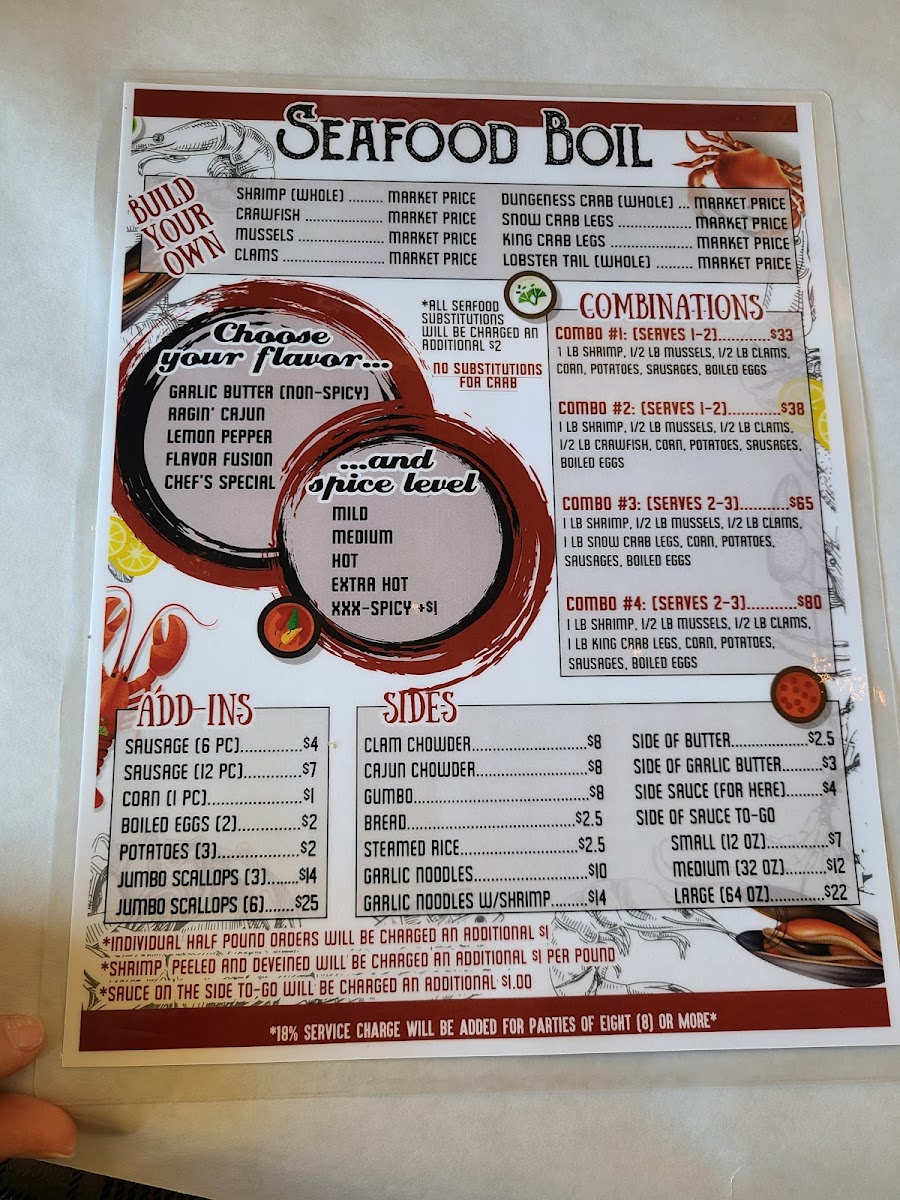 SEAFOOD BOIL
BUILD
YOUR
OWN
SHRIMP (WHOLE) ......... MARKET PRICE
CRAWFISH .................... MARKET PRICE
MUSSELS ...................... MARKET PRICE
CLAMS .......................... MARKET PRICE
DUNGENESS CRAB (WHOLE) ... MARKET PRICE
SNOW CRAB LEGS ................... MARKET PRICE
KING CRAB LEGS ..................... MARKET PRICE
LOBSTER TAIL (WHOLE) ......... MARKET PRICE
Choose
your flavor...
GARLIC BUTTER (NON-SPICY)
RAGIN' CAJUN
LEMON PEPPER
FLAVOR FUSION
CHEF'S SPECIAL
...and
spice level
MILD
MEDIUM
HOT
EXTRA HOT
XXX-SPICY +$1
*ALL SEAFOOD
SUBSTITUTIONS
WILL BE CHARGED AN
ADDITIONAL $2
NO SUBSTITUTIONS
FOR CRAB
COMBINATIONS
COMBO #1: (SERVES 1-2)............$33
1 LB SHRIMP, 1/2 LB MUSSELS, 1/2 LB CLAMS,
CORN, POTATOES, SAUSAGES, BOILED EGGS
COMBO #2: (SERVES 1-2)............$38
1 LB SHRIMP, 1/2 LB MUSSELS, 1/2 LB CLAMS,
1/2 LB CRAWFISH, CORN, POTATOES, SAUSAGES,
BOILED EGGS
COMBO #3: (SERVES 2-3)...........$65
1 LB SHRIMP, 1/2 LB MUSSELS, 1/2 LB CLAMS,
1 LB SNOW CRAB LEGS, CORN, POTATOES,
SAUSAGES, BOILED EGGS
COMBO #4: (SERVES 2-3)...........$80
1 LB SHRIMP, 1/2 LB MUSSELS, 1/2 LB CLAMS,
1 LB KING CRAB LEGS, CORN, POTATOES,
SAUSAGES, BOILED EGGS
ADD-INS
SAUSAGE (6 PC).............$4
SAUSAGE (12 PC)............$7
CORN (1 PC)....................$1
BOILED EGGS (2).............$2
POTATOES (3).................$2
JUMBO SCALLOPS (3).......$14
JUMBO SCALLOPS (6)......$25
SIDES
CLAM CHOWDER........................$8
CAJUN CHOWDER.......................$8
GUMBO....................................$8
BREAD...................................$2.5
STEAMED RICE........................$2.5
GARLIC NOODLES.......................$10
GARLIC NOODLES W/SHRIMP........$14
SIDE OF BUTTER...............$2.5
SIDE OF GARLIC BUTTER........$3
SIDE SAUCE (FOR HERE).......$4
SIDE OF SAUCE TO-GO
SMALL (12 OZ).............$7
MEDIUM (32 OZ).........$12
LARGE (64 OZ)............$22
*INDIVIDUAL HALF POUND ORDERS WILL BE CHARGED AN ADDITIONAL $1
*SHRIMP PEELED AND DEVEINED WILL BE CHARGED AN ADDITIONAL $1 PER POUND
*SAUCE ON THE SIDE TO-GO WILL BE CHARGED AN ADDITIONAL $1.00
*18% SERVICE CHARGE WILL BE ADDED FOR PARTIES OF EIGHT (8) OR MORE*